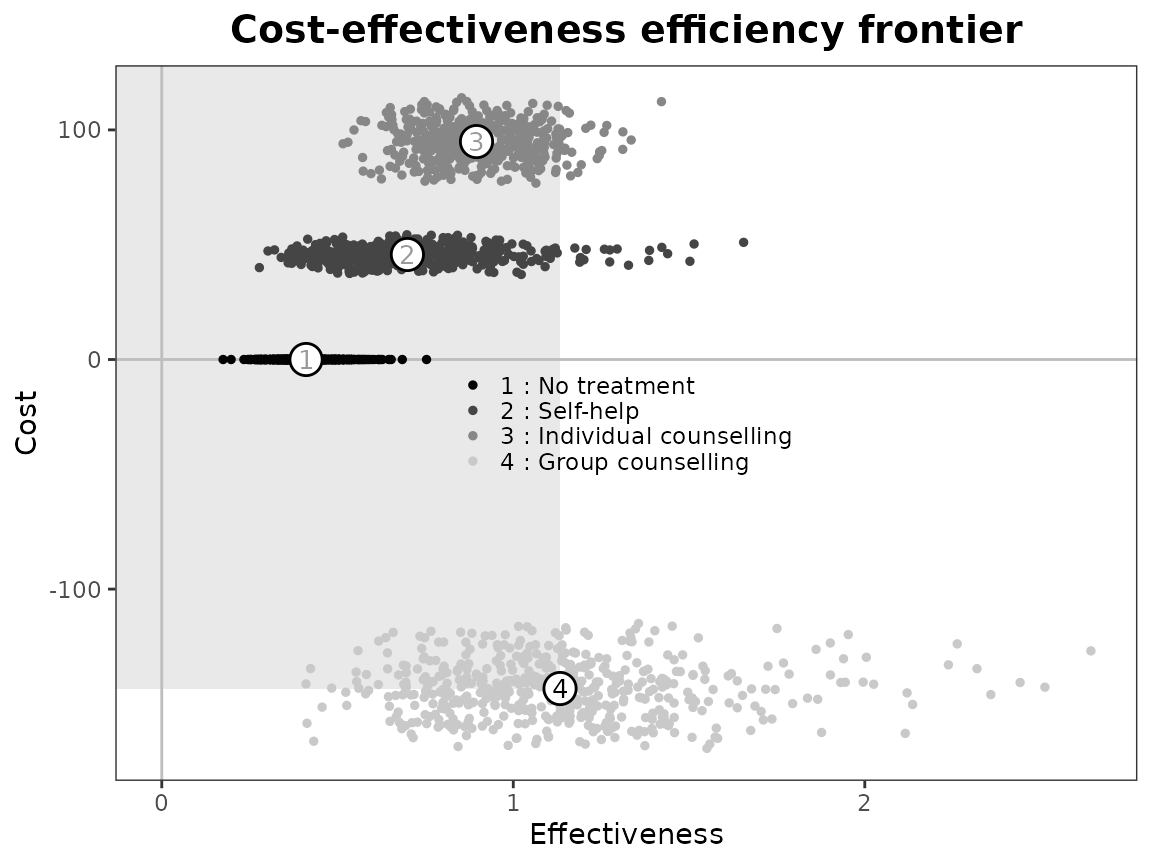 Cost-effectiveness efficiency frontier
100
3
2
0
1
1 : No treatment
2 : Self-help
3 : Individual counselling
4 : Group counselling
Cost
-100
4
0 1 2
Effectiveness